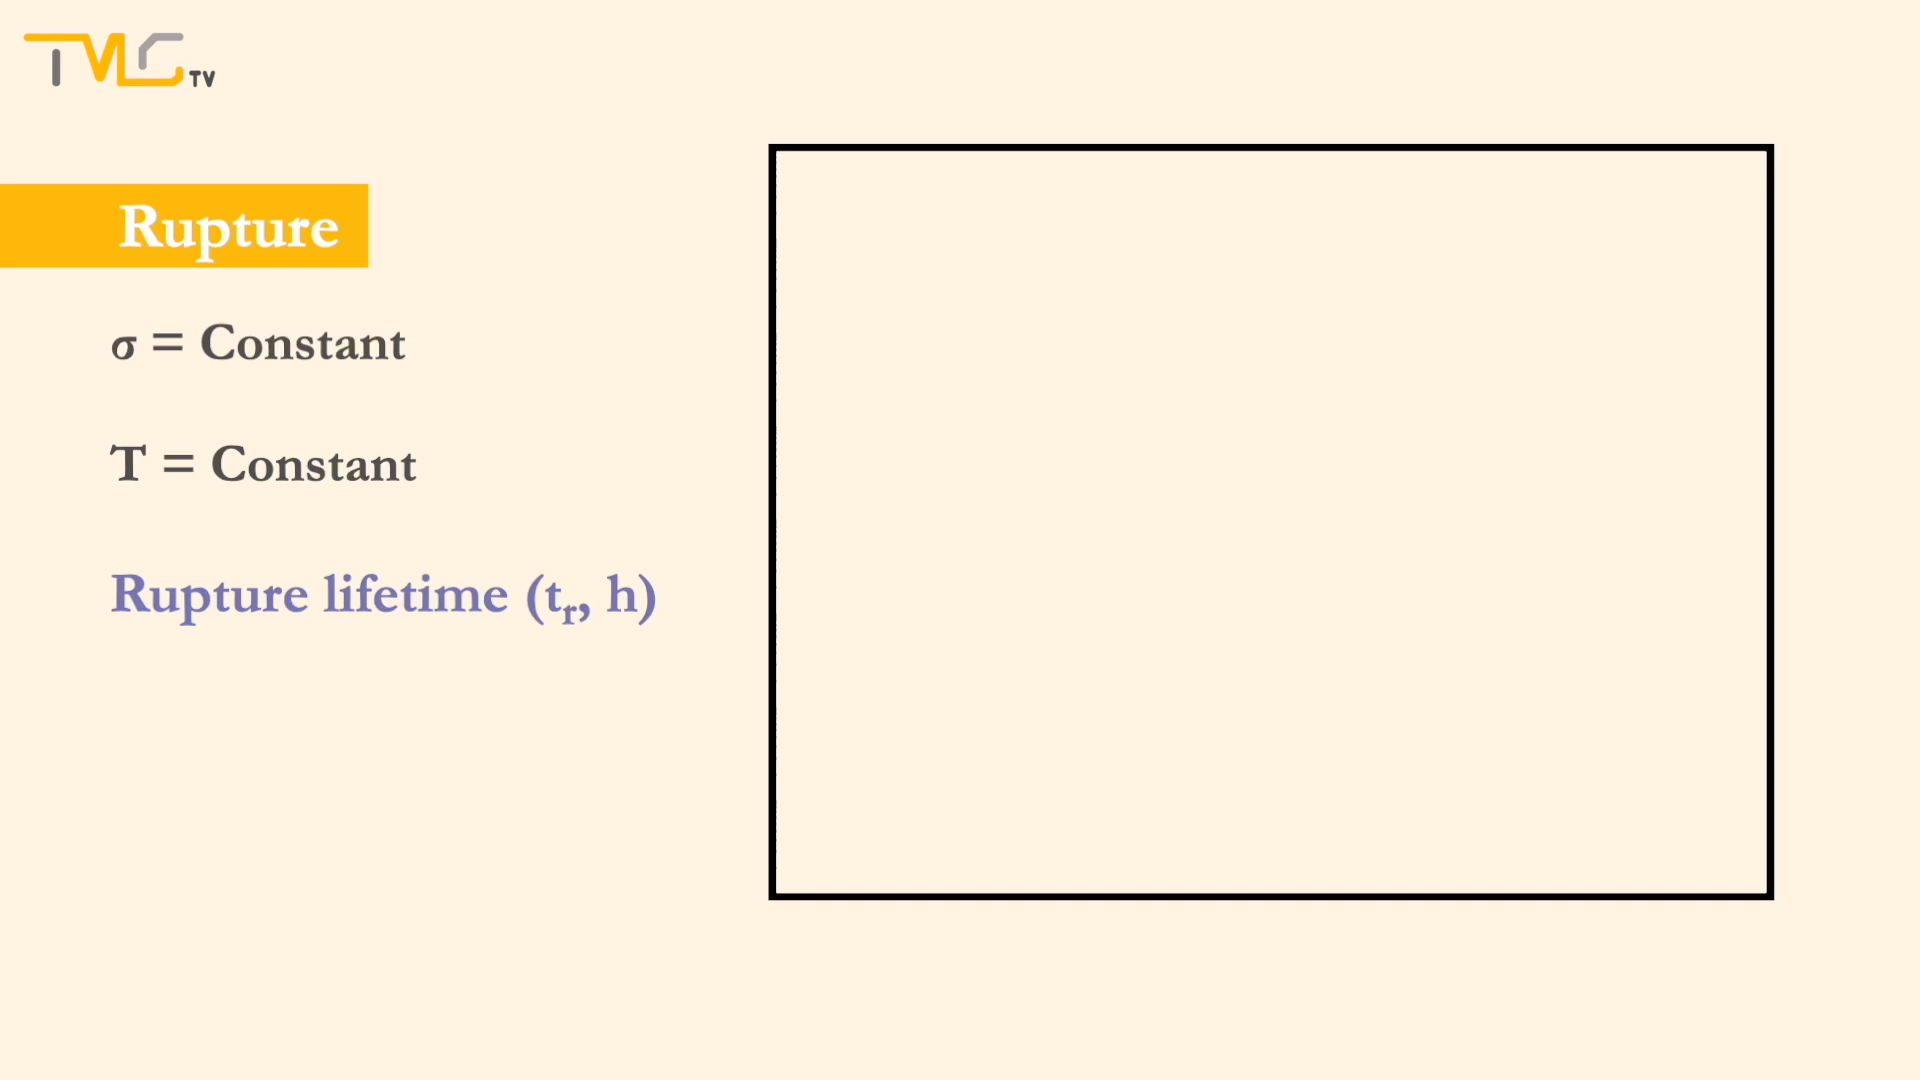 TMC TV
Rupture
σ = Constant
T = Constant
Rupture lifetime (tr, h)